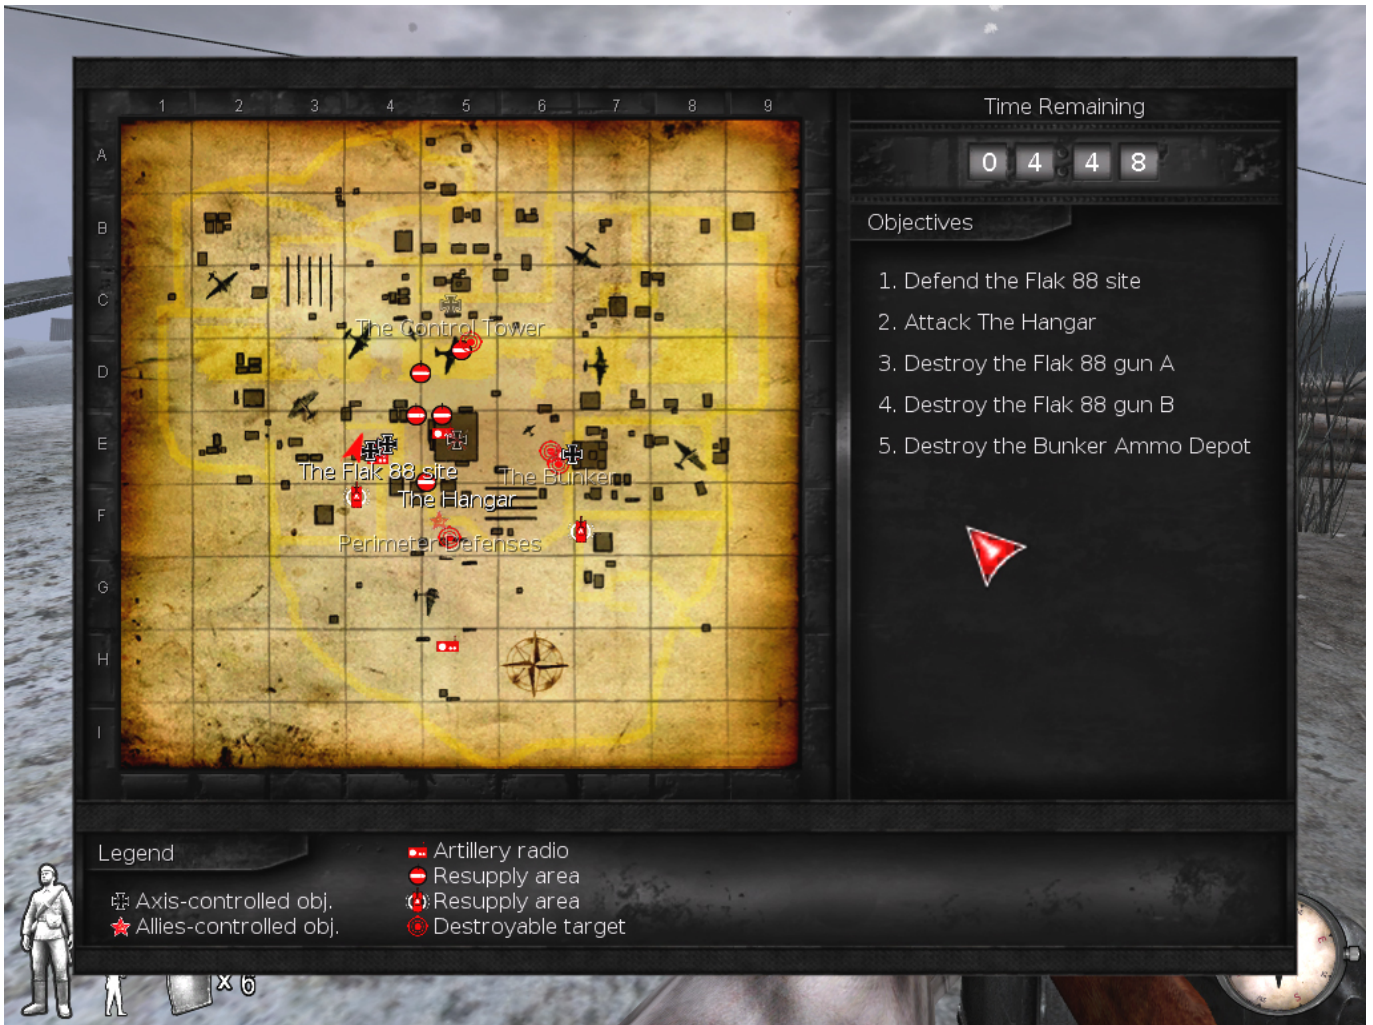 1 2 3 4 5 6 7 8 9
A
B
C
D
E
F
G
H
I
The Control Tower
The Flak 88 site
The Bunker
The Hangar
Perimeter Defenses
Time Remaining
0 4 : 4 8
Objectives
1. Defend the Flak 88 site
2. Attack The Hangar
3. Destroy the Flak 88 gun A
4. Destroy the Flak 88 gun B
5. Destroy the Bunker Ammo Depot
Legend
Axis-controlled obj.
Allies-controlled obj.
Artillery radio
Resupply area
Resupply area
Destroyable target
x 6